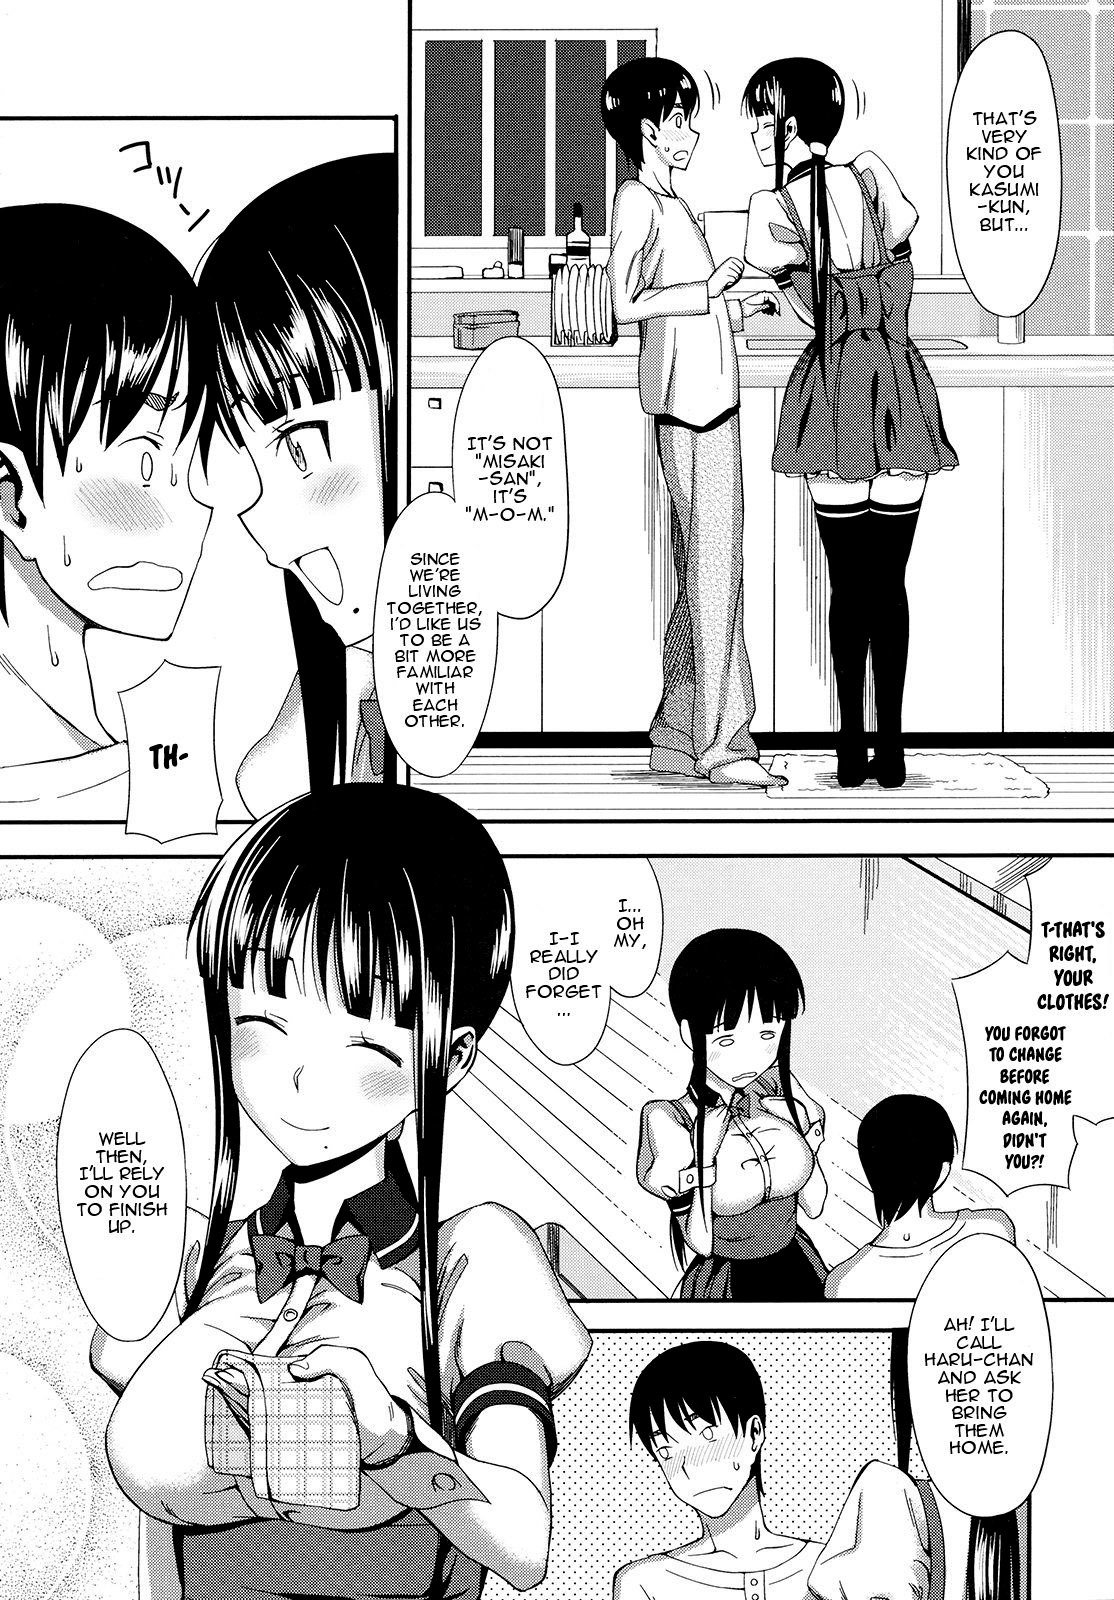 THAT'S
VERY
KIND OF
YOU
KASUMI
-KUN,
BUT...
IT'S NOT
"MISAKI
-SAN",
IT'S
"M-O-M."
SINCE
WE'RE
LIVING
TOGETHER,
I'D LIKE US
TO BE A
BIT MORE
FAMILIAR
WITH
EACH
OTHER.
コツン
TH-
T-THAT'S
RIGHT,
YOUR
CLOTHES!
YOU FORGOT
TO CHANGE
BEFORE
COMING HOME
AGAIN,
DIDN'T
YOU?!
I...
OH
MY,
I-I
REALLY
DID
FORGET
...
AH! I'LL
CALL
HARU-CHAN
AND ASK
HER TO
BRING
THEM
HOME.
WELL
THEN,
I'LL RELY
ON YOU
TO FINISH
UP.